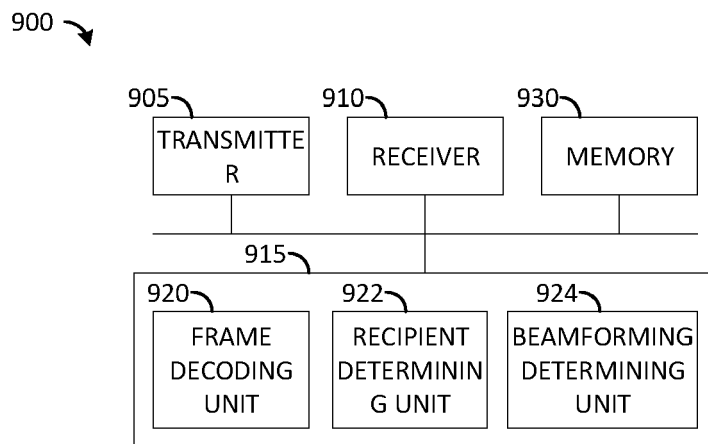 900
905
910
930
TRANSMITTE
R
RECEIVER
MEMORY
915
920
922
924
FRAME
DECODING
UNIT
RECIPIENT
DETERMININ
G UNIT
BEAMFORMING
DETERMINING
UNIT